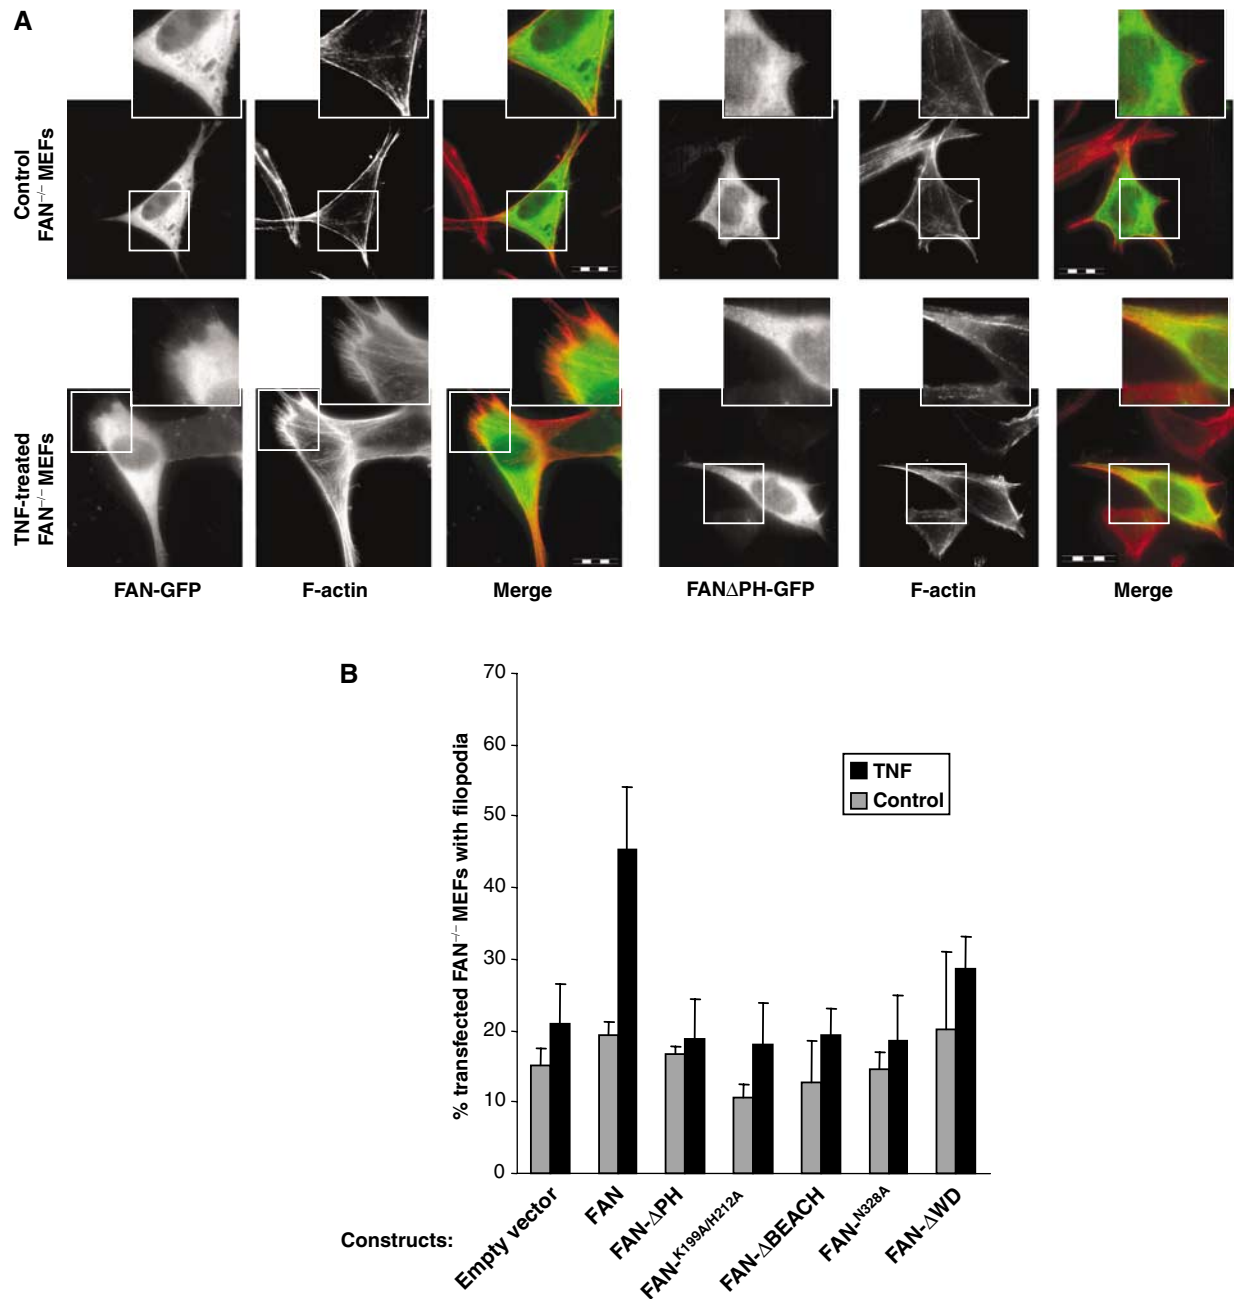 A
Control
FAN⁻/⁻ MEFs
TNF-treated
FAN⁻/⁻ MEFs
FAN-GFP F-actin Merge FANΔPH-GFP F-actin Merge
B
% transfected FAN⁻/⁻ MEFs with filopodia
70
60
50
40
30
20
10
0
TNF
Control
Constructs:
Empty vector
FAN
FAN-ΔPH
FAN-K199A/H212A
FAN-ΔBEACH
FAN-N328A
FAN-ΔWD